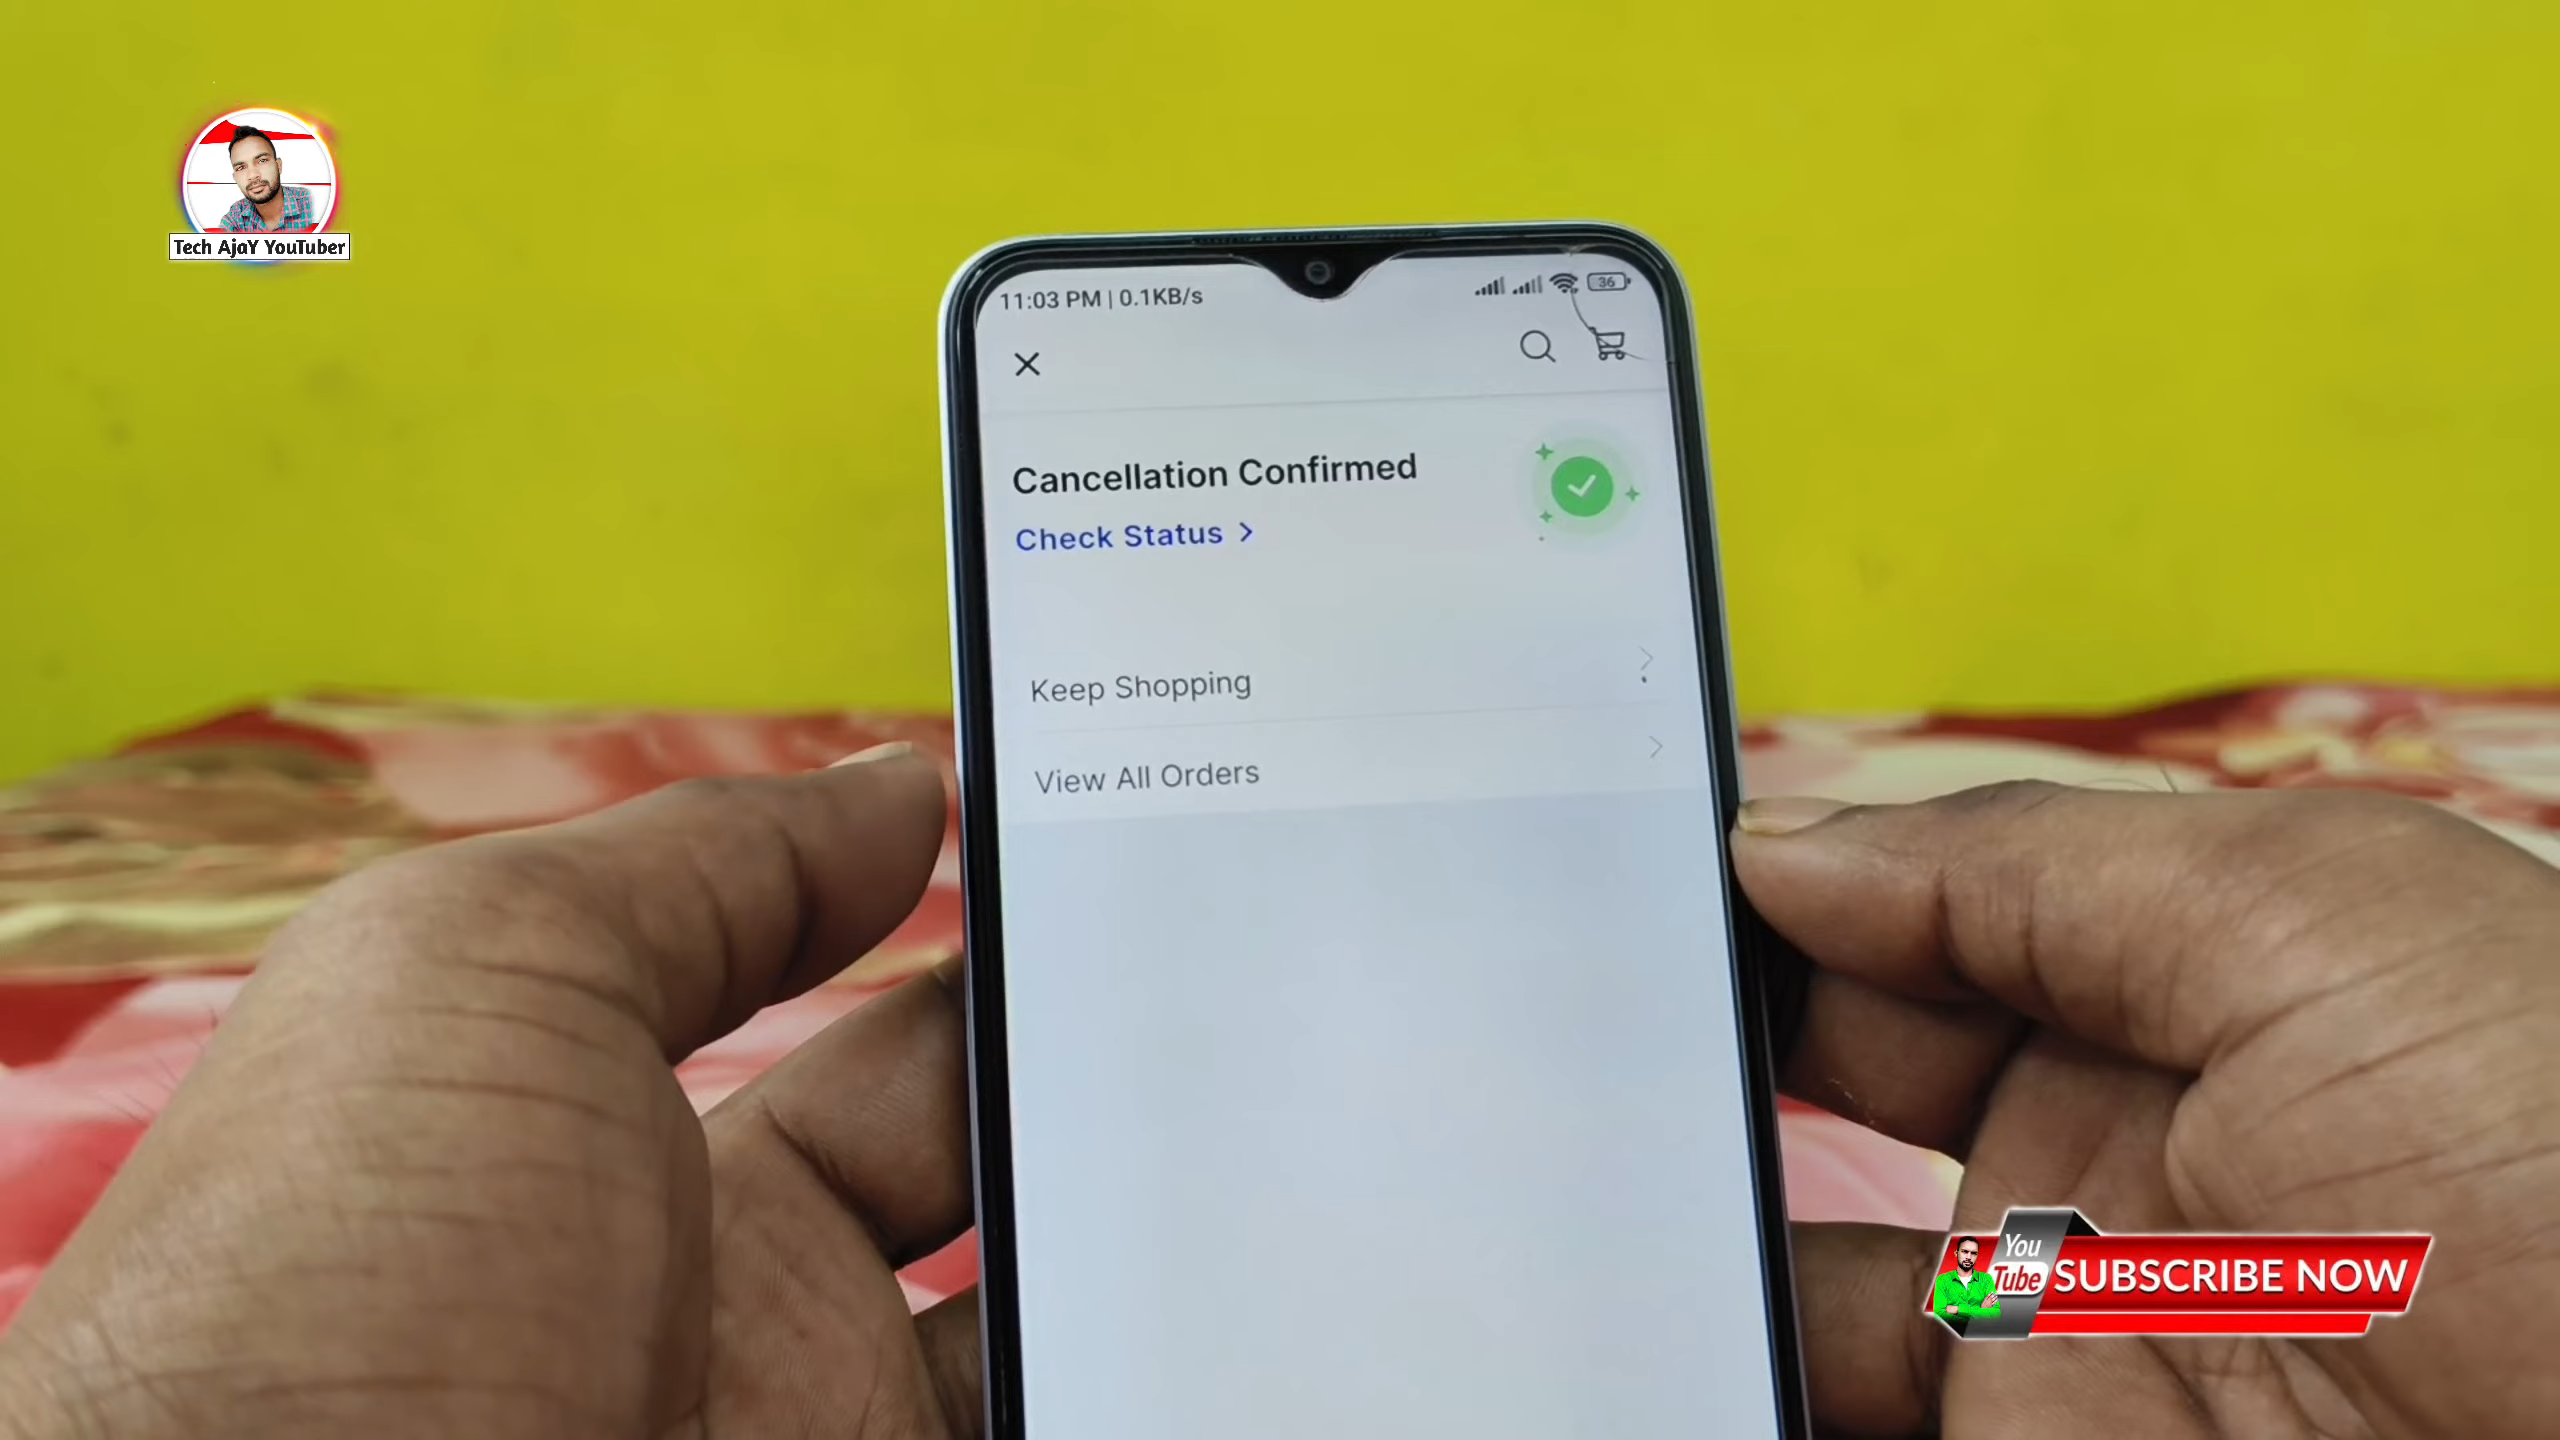 Tech AjaY YouTuber
11:03 PM | 0.1KB/s
36
Cancellation Confirmed
Check Status >
Keep Shopping
View All Orders
You
Tube
SUBSCRIBE NOW